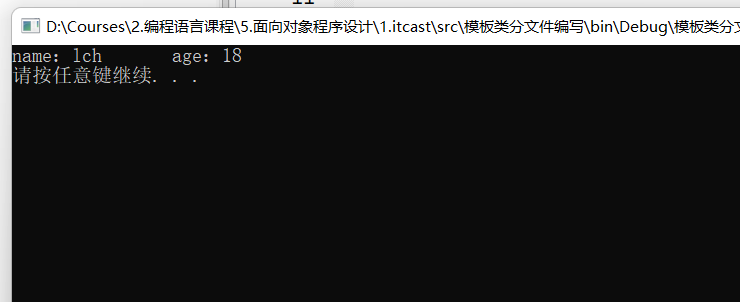 11
D:\Courses\2.编程语言课程\5.面向对象程序设计\1.itcast\src\模板类分文件编写\bin\Debug\模板类分文
name: lch      age: 18
请按任意键继续. . .